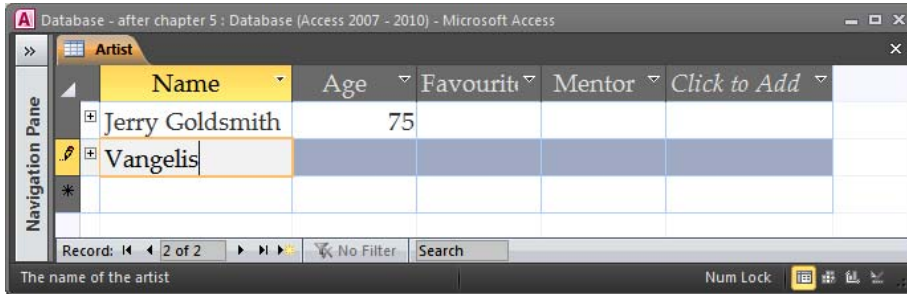 A Database - after chapter 5 : Database (Access 2007 - 2010) - Microsoft Access
» Artist x
Name Age Favourite Mentor Click to Add
Jerry Goldsmith 75
Vangelis
Navigation Pane
Record: 2 of 2 No Filter Search
The name of the artist Num Lock